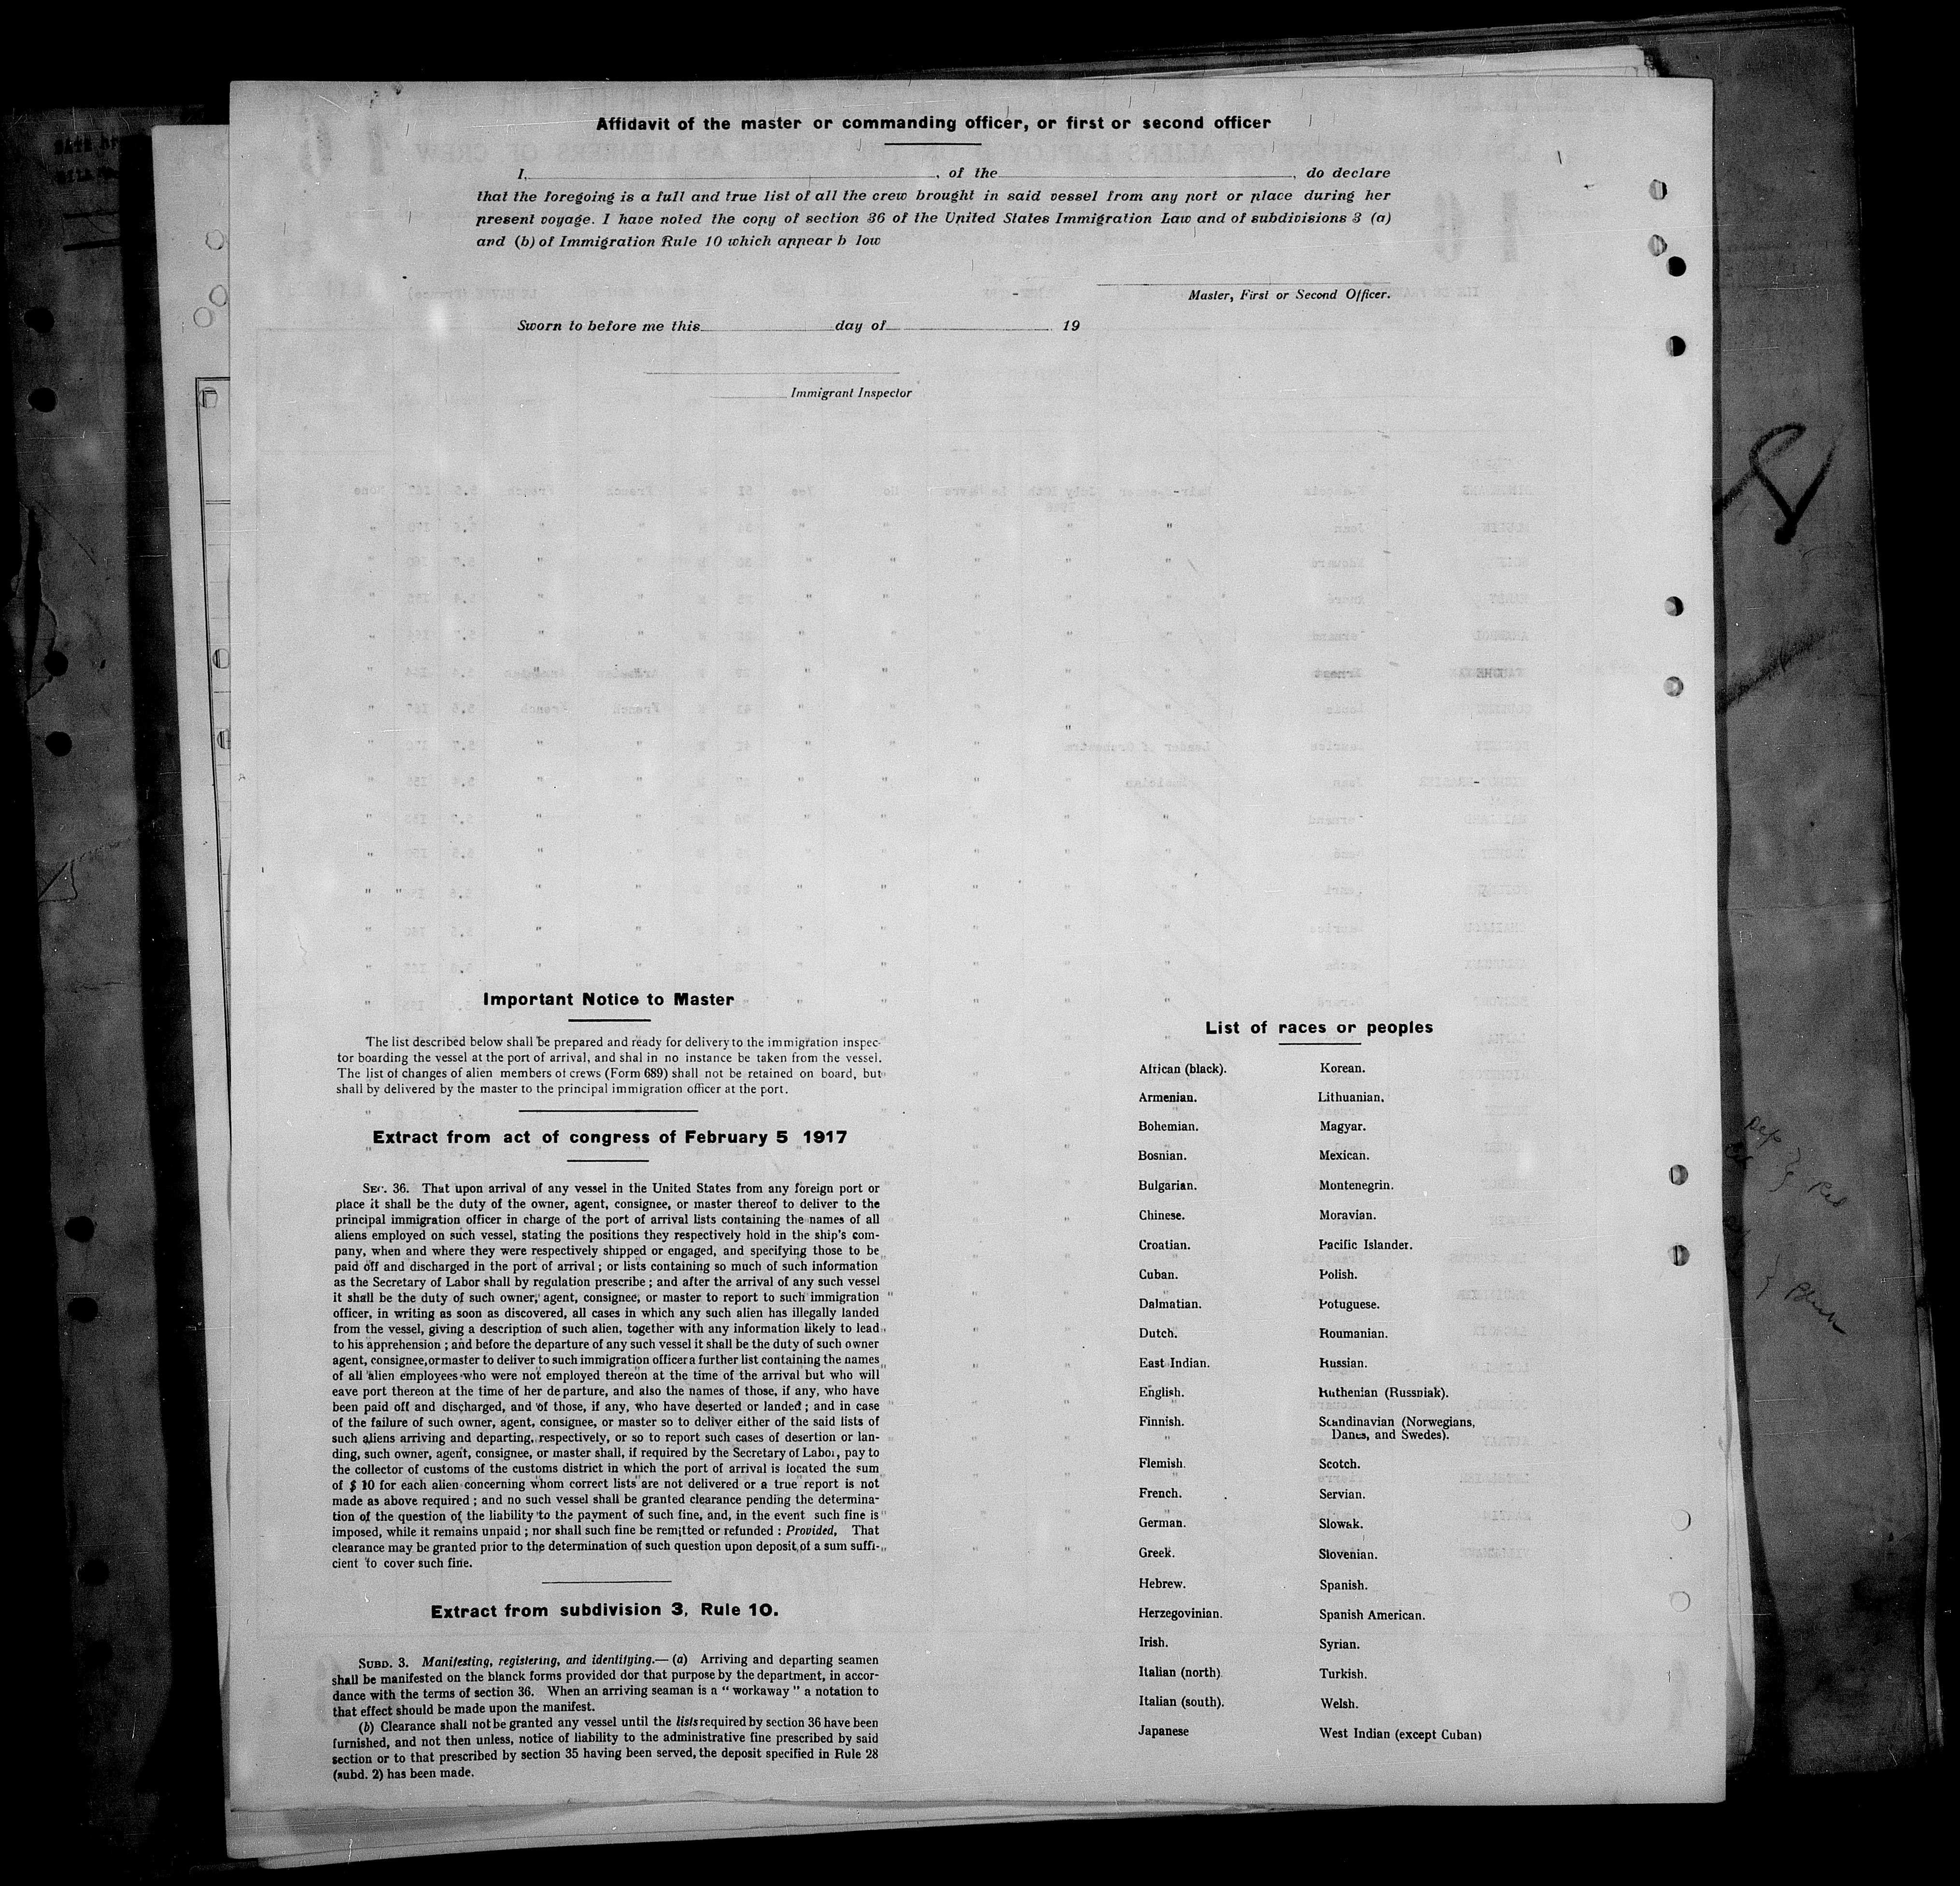 Affidavit of the master or commanding officer, or first or second officer
I, , of the , do declare
that the foregoing is a full and true list of all the crew brought in said vessel from any port or place during her
present voyage. I have noted the copy of section 36 of the United States Immigration Law and of subdivisions 3 (a)
and (b) of Immigration Rule 10 which appear b low
Master, First or Second Officer.
Sworn to before me this day of 19
Immigrant Inspector
Important Notice to Master
The list described below shall be prepared and ready for delivery to the immigration inspec-
tor boarding the vessel at the port of arrival, and shal in no instance be taken from the vessel.
The list of changes of alien members of crews (Form 689) shall not be retained on board, but
shall by delivered by the master to the principal immigration officer at the port.
Extract from act of congress of February 5 1917
SEC. 36. That upon arrival of any vessel in the United States from any foreign port or
place it shall be the duty of the owner, agent, consignee, or master thereof to deliver to the
principal immigration officer in charge of the port of arrival lists containing the names of all
aliens employed on such vessel, stating the positions they respectively hold in the ship's com-
pany, when and where they were respectively shipped or engaged, and specifying those to be
paid off and discharged in the port of arrival; or lists containing so much of such information
as the Secretary of Labor shall by regulation prescribe; and after the arrival of any such vessel
it shall be the duty of such owner, agent, consignee, or master to report to such immigration
officer, in writing as soon as discovered, all cases in which any such alien has illegally landed
from the vessel, giving a description of such alien, together with any information likely to lead
to his apprehension; and before the departure of any such vessel it shall be the duty of such owner
agent, consignee, or master to deliver to such immigration officer a further list containing the names
of all alien employees who were not employed thereon at the time of the arrival but who will
eave port thereon at the time of her departure, and also the names of those, if any, who have
been paid off and discharged, and of those, if any, who have deserted or landed; and in case
of the failure of such owner, agent, consignee, or master so to deliver either of the said lists of
such aliens arriving and departing, respectively, or so to report such cases of desertion or lan-
ding, such owner, agent, consignee, or master shall, if required by the Secretary of Labor, pay to
the collector of customs of the customs district in which the port of arrival is located the sum
of $ 10 for each alien concerning whom correct lists are not delivered or a true report is not
made as above required; and no such vessel shall be granted clearance pending the determina-
tion of the question of the liability to the payment of such fine, and, in the event such fine is
imposed, while it remains unpaid; nor shall such fine be remitted or refunded: Provided, That
clearance may be granted prior to the determination of such question upon deposit of a sum suffi-
cient to cover such fine.
Extract from subdivision 3, Rule 10.
SUBD. 3. Manifesting, registering, and identifying.— (a) Arriving and departing seamen
shall be manifested on the blanck forms provided dor that purpose by the department, in accor-
dance with the terms of section 36. When an arriving seaman is a "workaway" a notation to
that effect should be made upon the manifest.
(b) Clearance shall not be granted any vessel until the lists required by section 36 have been
furnished, and not then unless, notice of liability to the administrative fine prescribed by said
section or to that prescribed by section 35 having been served, the deposit specified in Rule 28
(subd. 2) has been made.
List of races or peoples
African (black).
Armenian.
Bohemian.
Bosnian.
Bulgarian.
Chinese.
Croatian.
Cuban.
Dalmatian.
Dutch.
East Indian.
English.
Finnish.
Flemish.
French.
German.
Greek.
Hebrew.
Herzegovinian.
Irish.
Italian (north)
Italian (south).
Japanese
Korean.
Lithuanian.
Magyar.
Mexican.
Montenegrin.
Moravian.
Pacific Islander.
Polish.
Potuguese.
Roumanian.
Russian.
Ruthenian (Russniak).
Scandinavian (Norwegians,
Danes, and Swedes).
Scotch.
Servian.
Slowak.
Slovenian.
Spanish.
Spanish American.
Syrian.
Turkish.
Welsh.
West Indian (except Cuban)